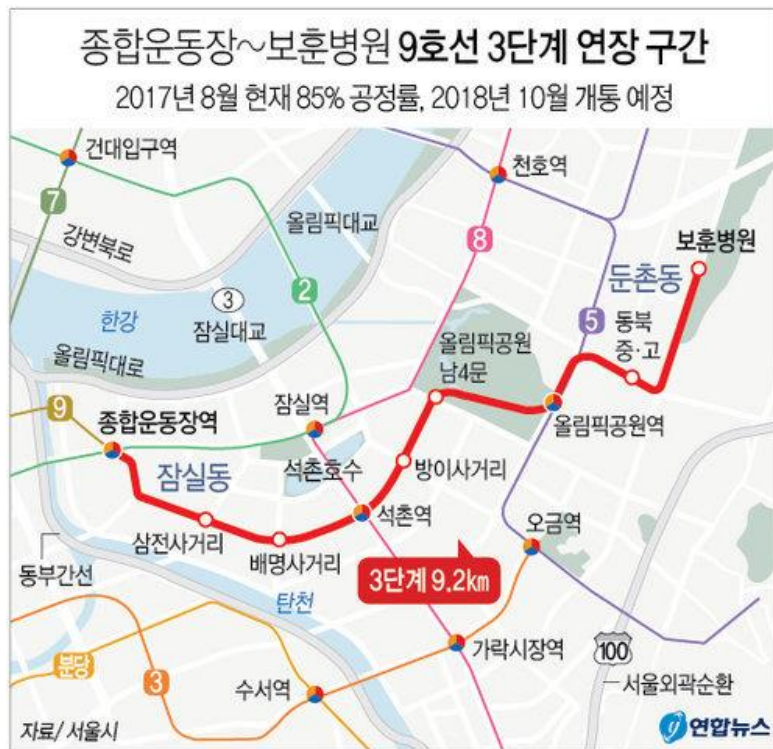 종합운동장~보훈병원 9호선 3단계 연장 구간
2017년 8월 현재 85% 공정률, 2018년 10월 개통 예정
건대입구역
천호역
7
올림픽대교
8
보훈병원
강변북로
둔촌동
3
2
5
잠실대교
한강
동북
중·고
올림픽대로
올림픽공원
남4문
9
잠실역
종합운동장역
올림픽공원역
석촌호수
방이사거리
잠실동
석촌역
오금역
삼전사거리
배명사거리
동부간선
3단계 9.2㎞
탄천
가락시장역
100
분당
3
수서역
서울외곽순환
자료/ 서울시
y 연합뉴스